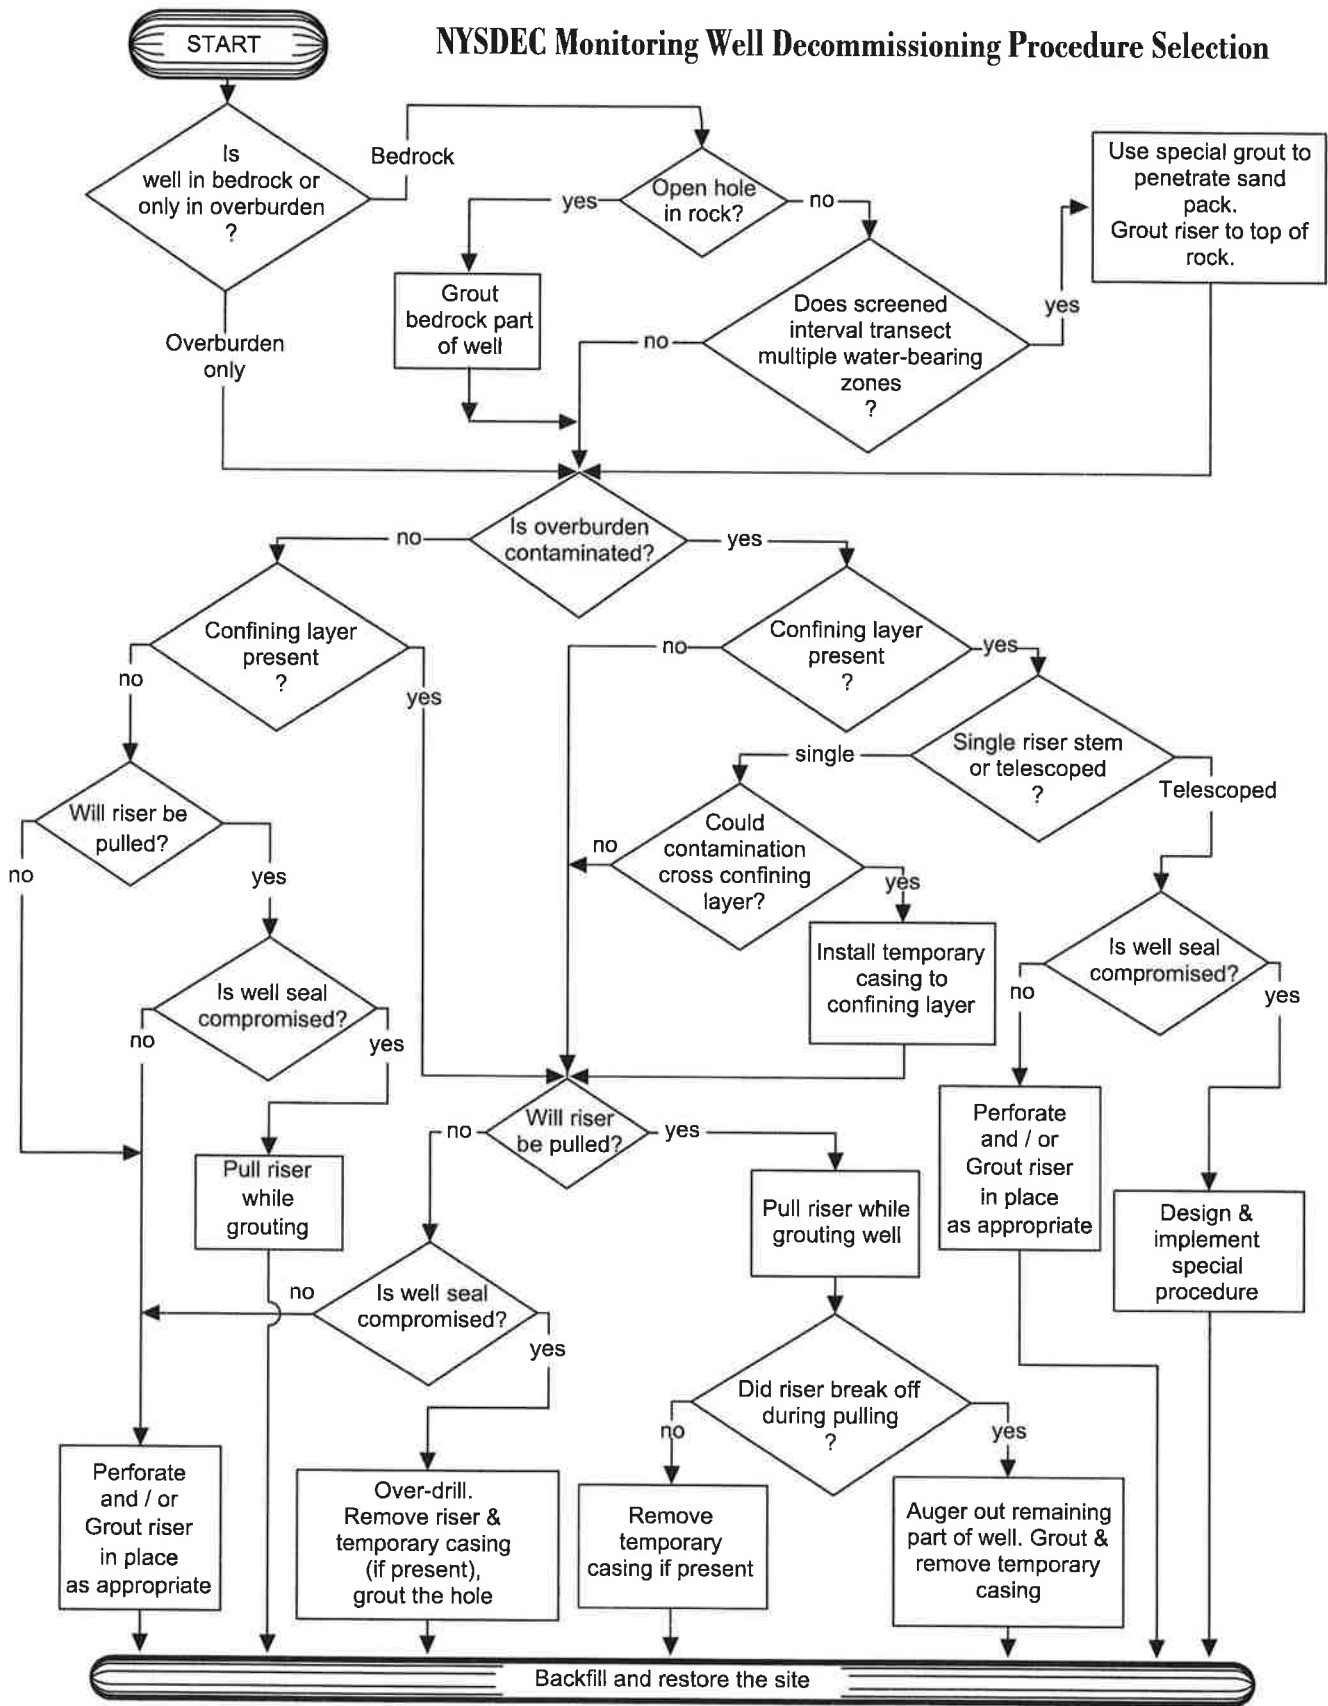 START
NYSDEC Monitoring Well Decommissioning Procedure Selection
Is
well in bedrock or
only in overburden
?
Bedrock
Overburden
only
Open hole
in rock?
yes
no
Grout
bedrock part
of well
Does screened
interval transect
multiple water-bearing
zones
?
no
yes
Use special grout to
penetrate sand
pack.
Grout riser to top of
rock.
Is overburden
contaminated?
no
yes
Confining layer
present
?
no
yes
Confining layer
present
?
no
yes
Single riser stem
or telescoped
?
single
Telescoped
Will riser be
pulled?
no
yes
Could
contamination
cross confining
layer?
no
yes
Install temporary
casing to
confining layer
Is well seal
compromised?
no
yes
Is well seal
compromised?
no
yes
Pull riser
while
grouting
Will riser
be pulled?
no
yes
Perforate
and / or
Grout riser
in place
as appropriate
Design &
implement
special
procedure
Pull riser while
grouting well
Is well seal
compromised?
no
yes
Did riser break off
during pulling
?
no
yes
Perforate
and / or
Grout riser
in place
as appropriate
Over-drill.
Remove riser &
temporary casing
(if present),
grout the hole
Remove
temporary
casing if present
Auger out remaining
part of well. Grout &
remove temporary
casing
Backfill and restore the site